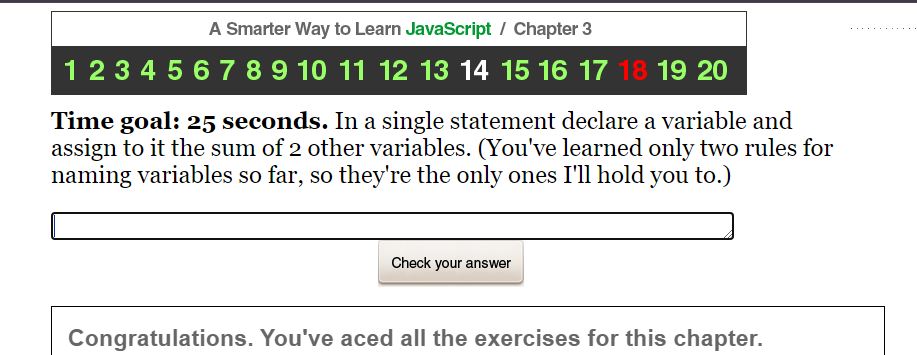 A Smarter Way to Learn JavaScript / Chapter 3
1 2 3 4 5 6 7 8 9 10 11 12 13 14 15 16 17 18 19 20
Time goal: 25 seconds. In a single statement declare a variable and
assign to it the sum of 2 other variables. (You've learned only two rules for
naming variables so far, so they're the only ones I'll hold you to.)
Check your answer
Congratulations. You've aced all the exercises for this chapter.